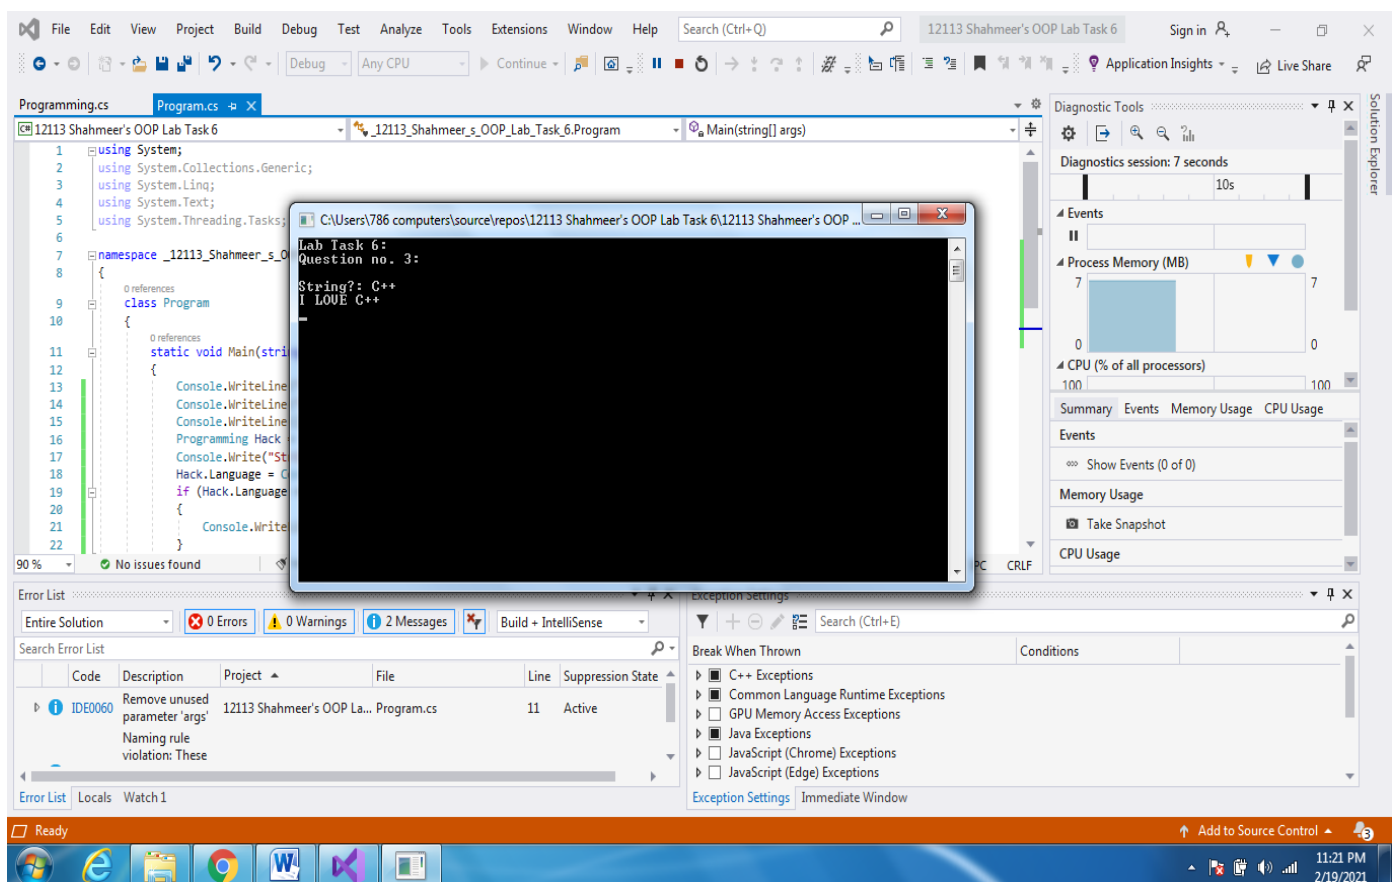 File Edit View Project Build Debug Test Analyze Tools Extensions Window Help Search (Ctrl+Q) 12113 Shahmeer's OOP Lab Task 6 Sign in
Debug Any CPU Continue Application Insights Live Share
Programming.cs Program.cs
12113 Shahmeer's OOP Lab Task 6 _12113_Shahmeer_s_OOP_Lab_Task_6.Program Main(string[] args)
1 using System;
2 using System.Collections.Generic;
3 using System.Linq;
4 using System.Text;
5 using System.Threading.Tasks;
6
7 namespace _12113_Shahmeer_s_O
8 {
0 references
9 class Program
10 {
0 references
11 static void Main(stri
12 {
13 Console.WriteLine
14 Console.WriteLine
15 Console.WriteLine
16 Programming Hack
17 Console.Write("St
18 Hack.Language = C
19 if (Hack.Language
20 {
21 Console.Write
22 }
90 % No issues found PC CRLF
C:\Users\786 computers\source\repos\12113 Shahmeer's OOP Lab Task 6\12113 Shahmeer's OOP ...
Lab Task 6:
Question no. 3:
String?: C++
I LOVE C++
Diagnostic Tools
Diagnostics session: 7 seconds
10s
Events
Process Memory (MB)
7 7
0 0
CPU (% of all processors)
100 100
Summary Events Memory Usage CPU Usage
Events
Show Events (0 of 0)
Memory Usage
Take Snapshot
CPU Usage
Solution Explorer
Error List
Entire Solution 0 Errors 0 Warnings 2 Messages Build + IntelliSense
Search Error List
Code Description Project File Line Suppression State
IDE0060 Remove unused parameter 'args' 12113 Shahmeer's OOP La... Program.cs 11 Active
Naming rule
violation: These
Error List Locals Watch 1
Exception Settings
Search (Ctrl+E)
Break When Thrown Conditions
C++ Exceptions
Common Language Runtime Exceptions
GPU Memory Access Exceptions
Java Exceptions
JavaScript (Chrome) Exceptions
JavaScript (Edge) Exceptions
Exception Settings Immediate Window
Ready Add to Source Control 3
11:21 PM
2/19/2021